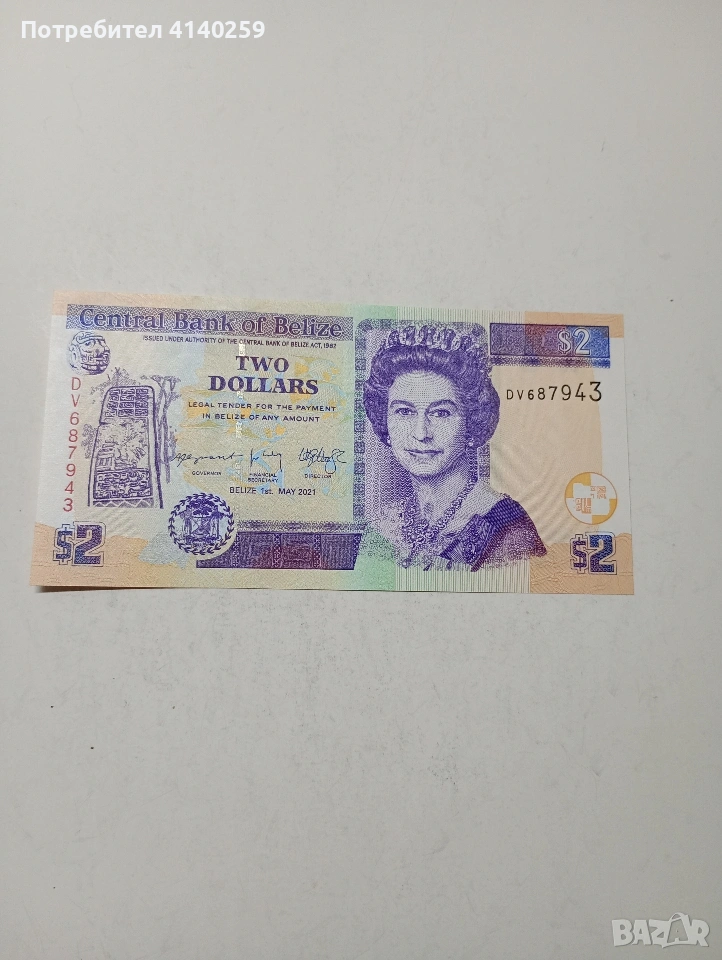 Потребител 4140259
Central Bank of Belize
ISSUED UNDER AUTHORITY OF THE CENTRAL BANK OF BELIZE ACT, 1982
$2
TWO
DOLLARS
DV687943
DV687943
LEGAL TENDER FOR THE PAYMENT
IN BELIZE OF ANY AMOUNT
GOVERNOR FINANCIAL SECRETARY DIRECTOR
BELIZE 1st. MAY 2021
$2
$2
BAZAR